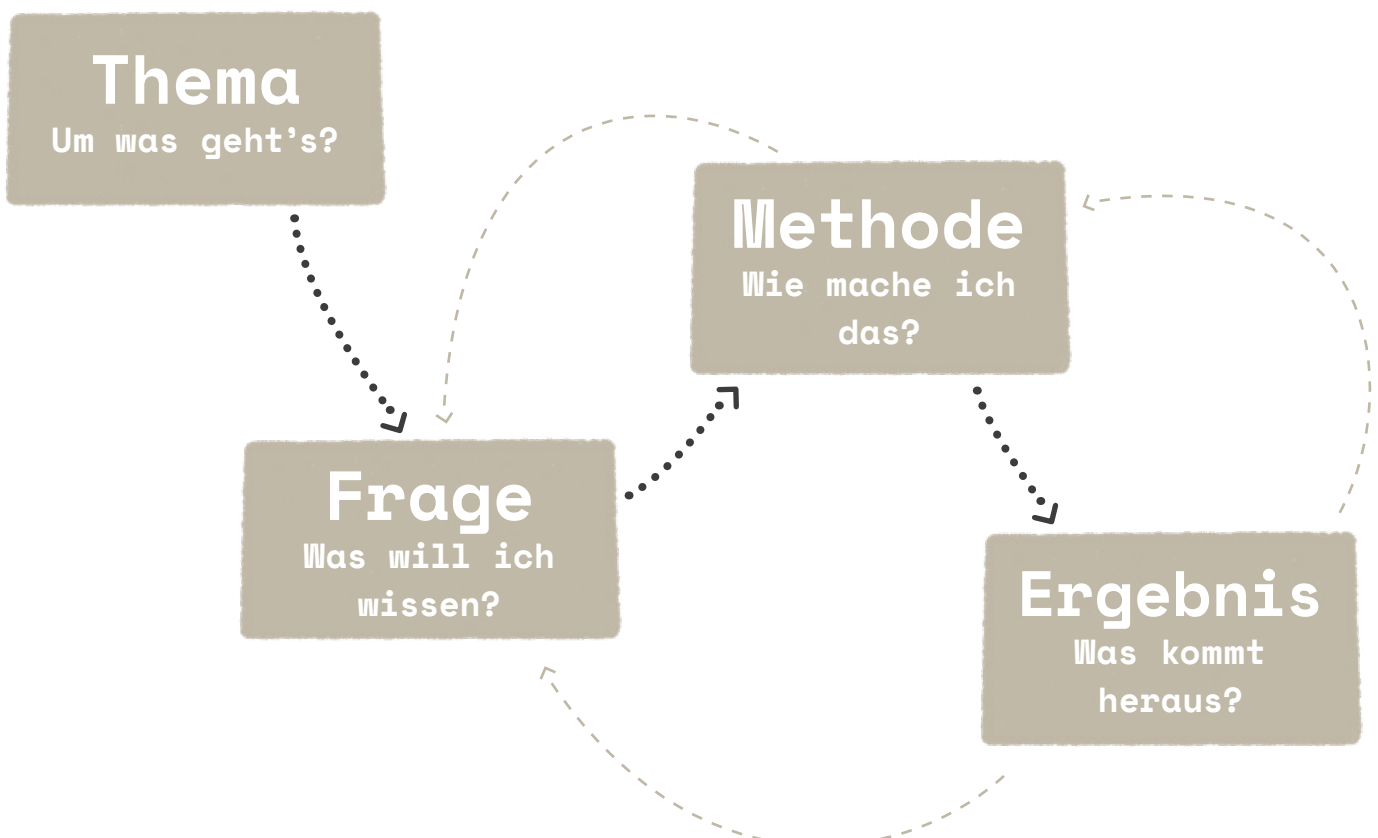 Thema
Um was geht’s?
Frage
Was will ich
wissen?
Methode
Wie mache ich
das?
Ergebnis
Was kommt
heraus?